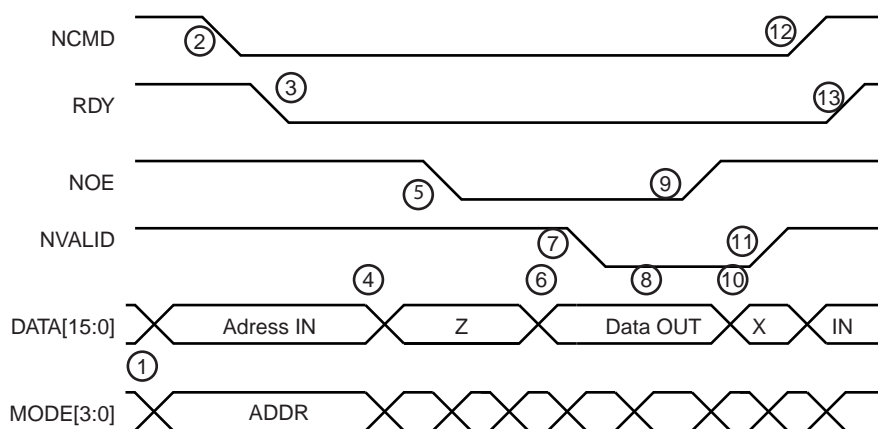 NCMD ② ⑫
RDY ③ ⑬
NOE ⑤ ⑨
NVALID ⑦ ⑪
④ ⑥ ⑧ ⑩
DATA[15:0] Adress IN Z Data OUT X IN
①
MODE[3:0] ADDR